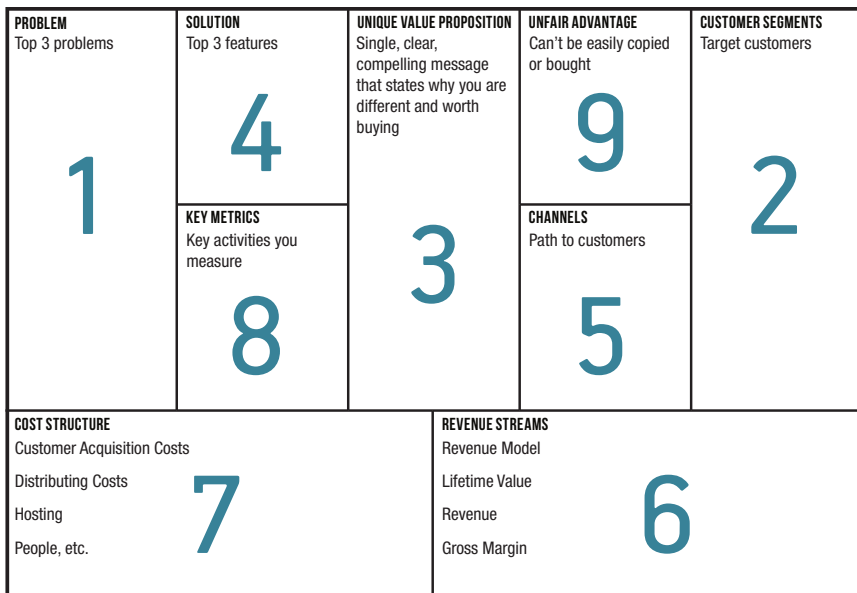 PROBLEM
Top 3 problems
1
SOLUTION
Top 3 features
4
KEY METRICS
Key activities you
measure
8
UNIQUE VALUE PROPOSITION
Single, clear,
compelling message
that states why you are
different and worth
buying
3
UNFAIR ADVANTAGE
Can't be easily copied
or bought
9
CHANNELS
Path to customers
5
CUSTOMER SEGMENTS
Target customers
2
COST STRUCTURE
Customer Acquisition Costs
Distributing Costs
Hosting
People, etc.
7
REVENUE STREAMS
Revenue Model
Lifetime Value
Revenue
Gross Margin
6